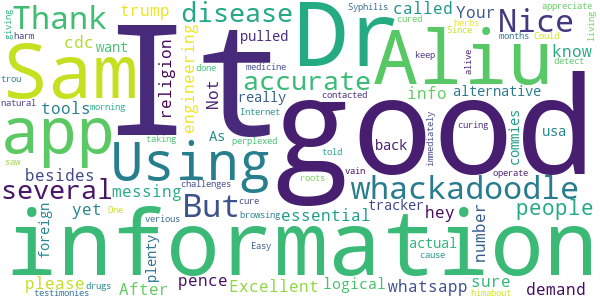 Thank disease Dr trump called Your Nice
Syphilis cured herbs appreciate
giving Since living
harm cdc want pulled months Could
Sam It Aliu detect
trou religion engineering Not accurate know keep alive
natural tools done medicine info alternative
app morning really Internet contacted
As perplexed good curing
saw taking Using told back immediately commies usa
besides roots vain operate
several messing challenges whackadoodle
yet One But cure essential tracker hey number people
foreign verious browsing actual
information
please plenty After pence Easy Excellent logical cause whatsapp sure demand
testimonies drugs himabout